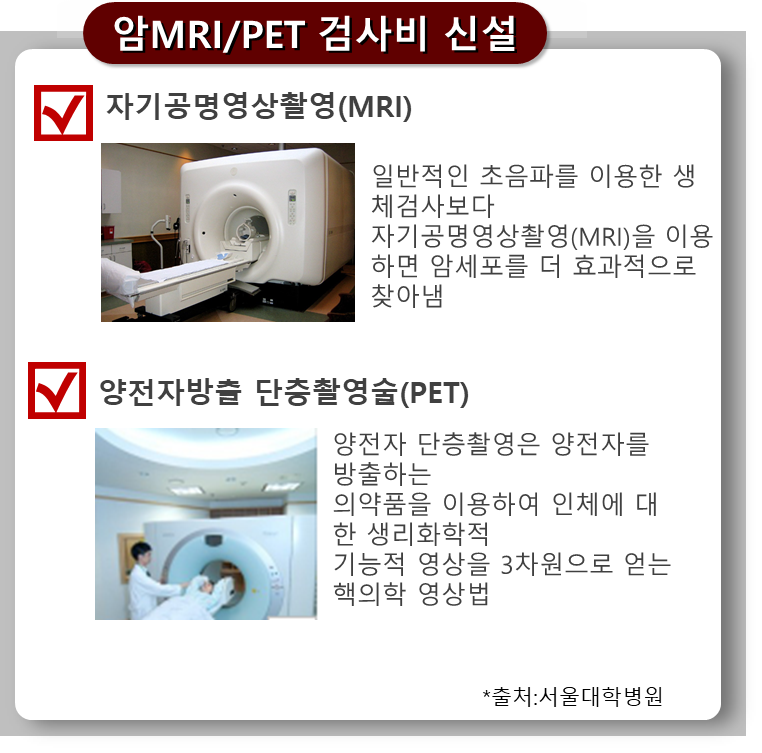 암MRI/PET 검사비 신설
자기공명영상촬영(MRI)
일반적인 초음파를 이용한 생
체검사보다
자기공명영상촬영(MRI)을 이용
하면 암세포를 더 효과적으로
찾아냄
양전자방출 단층촬영술(PET)
양전자 단층촬영은 양전자를
방출하는
의약품을 이용하여 인체에 대
한 생리화학적
기능적 영상을 3차원으로 얻는
핵의학 영상법
*출처:서울대학병원